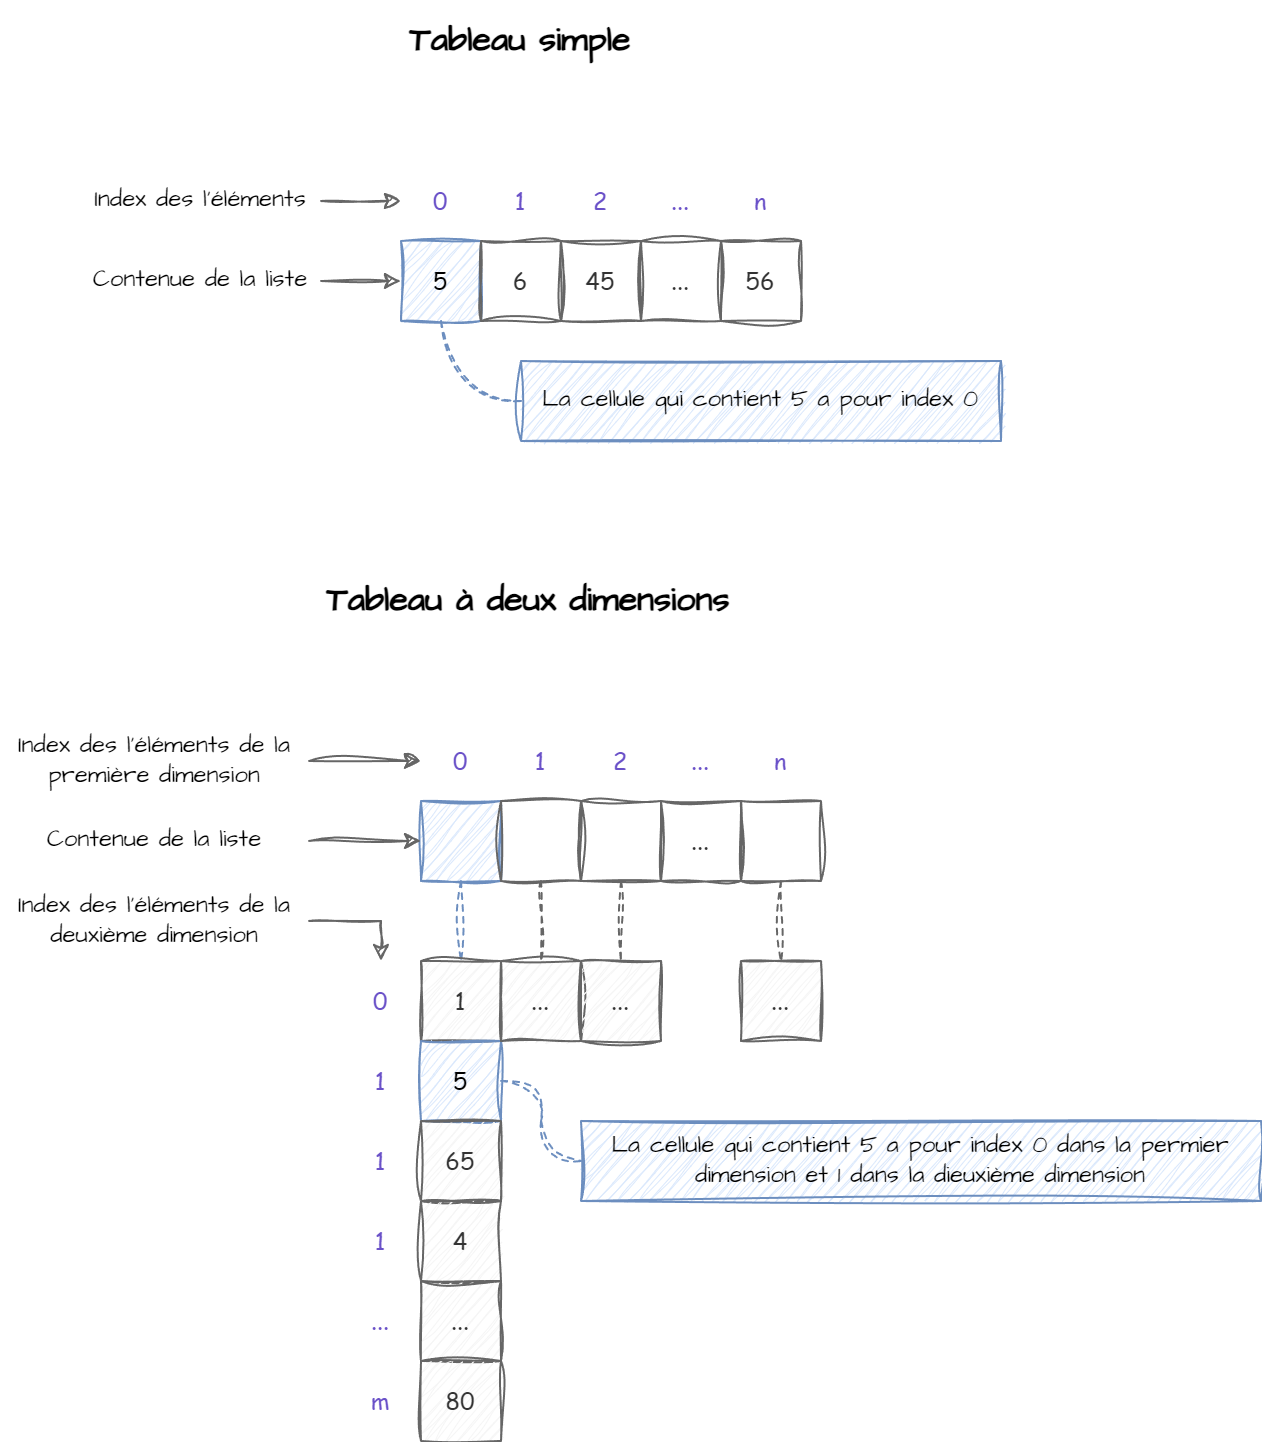 Tableau simple
Index des l'éléments
0 1 2 ... n
Contenue de la liste
5 6 45 ... 56
La cellule qui contient 5 a pour index 0
Tableau à deux dimensions
Index des l'éléments de la
première dimension
0 1 2 ... n
Contenue de la liste
...
Index des l'éléments de la
deuxième dimension
0 1 ... ... ...
1 5
La cellule qui contient 5 a pour index 0 dans la permier
dimension et 1 dans la dieuxième dimension
1 65
1 4
... ...
m 80